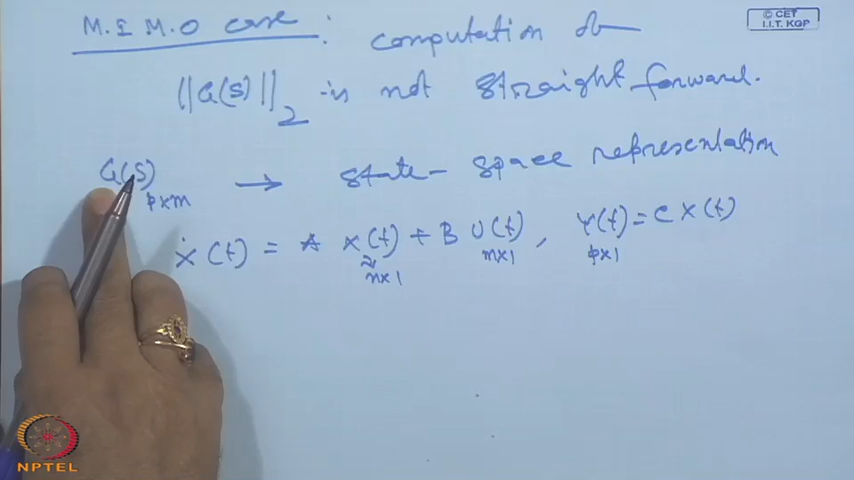 M.I M.O case : computation of
© CET
I.I.T. KGP
||G(s)||₂ is not straight forward.
G(s) p×m → state-space representation
ẋ(t) = A x(t) + B U(t) , Y(t) = C x(t)
n×1 m×1 p×1
NPTEL